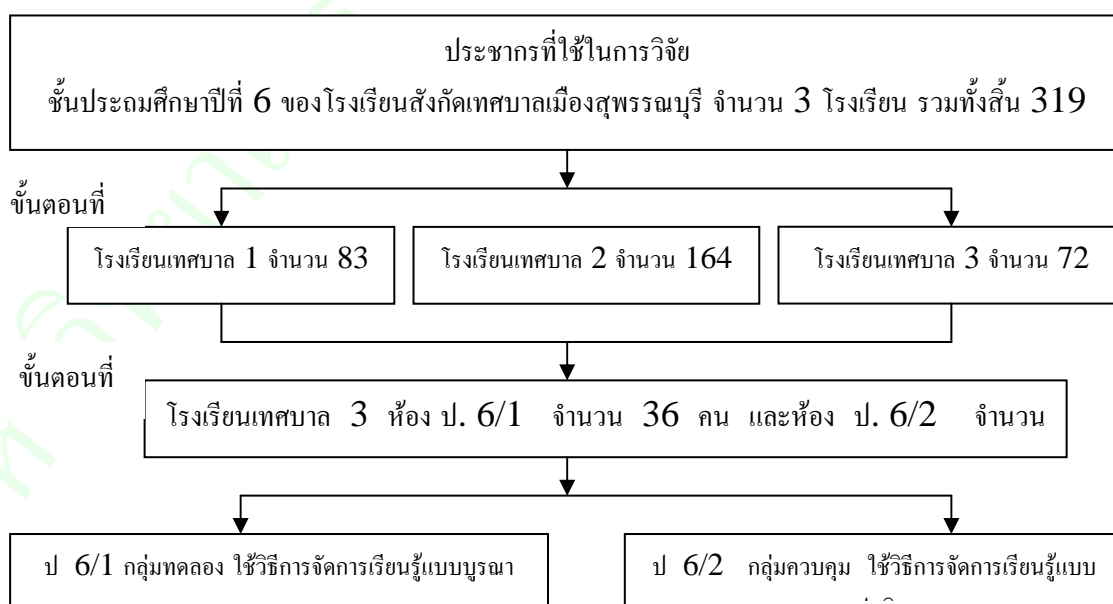 ประชากรที่ใช้ในการวิจัย
ชั้นประถมศึกษาปีที่ 6 ของโรงเรียนสังกัดเทศบาลเมืองสุพรรณบุรี จำนวน 3 โรงเรียน รวมทั้งสิ้น 319
ขั้นตอนที่
โรงเรียนเทศบาล 1 จำนวน 83
โรงเรียนเทศบาล 2 จำนวน 164
โรงเรียนเทศบาล 3 จำนวน 72
ขั้นตอนที่
โรงเรียนเทศบาล 3 ห้อง ป. 6/1 จำนวน 36 คน และห้อง ป. 6/2 จำนวน
ป 6/1 กลุ่มทดลอง ใช้วิธีการจัดการเรียนรู้แบบบูรณา
ป 6/2 กลุ่มควบคุม ใช้วิธีการจัดการเรียนรู้แบบ